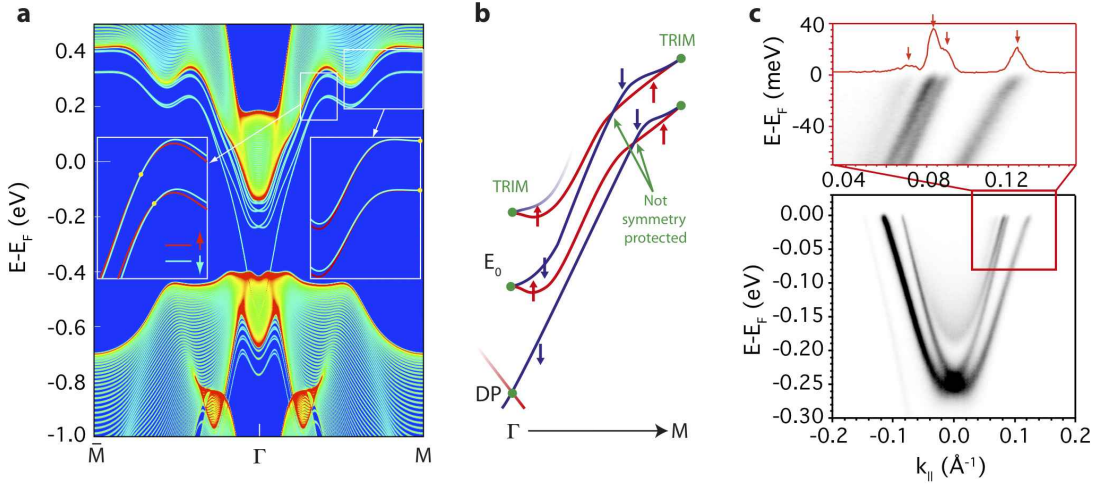 a
E-E_F (eV)
0.4
0.2
0.0
-0.2
-0.4
-0.6
-0.8
-1.0
M̄
Γ
M
b
TRIM
TRIM
Not
symmetry
protected
E₀
DP
Γ
M
c
E-E_F (meV)
40
0
-40
0.04
0.08
0.12
E-E_F (eV)
0.00
-0.05
-0.10
-0.15
-0.20
-0.25
-0.30
-0.2
-0.1
0.0
0.1
0.2
k_|| (Å⁻¹)